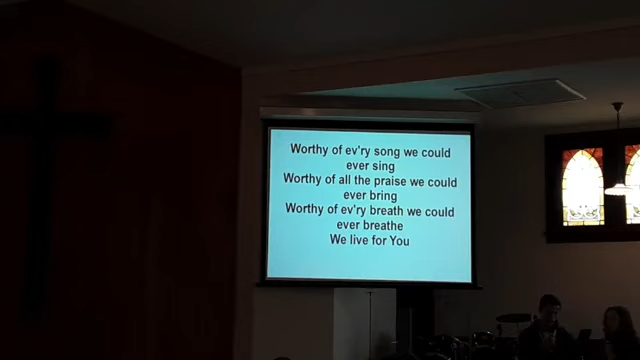 Worthy of ev'ry song we could
ever sing
Worthy of all the praise we could
ever bring
Worthy of ev'ry breath we could
ever breathe
We live for You